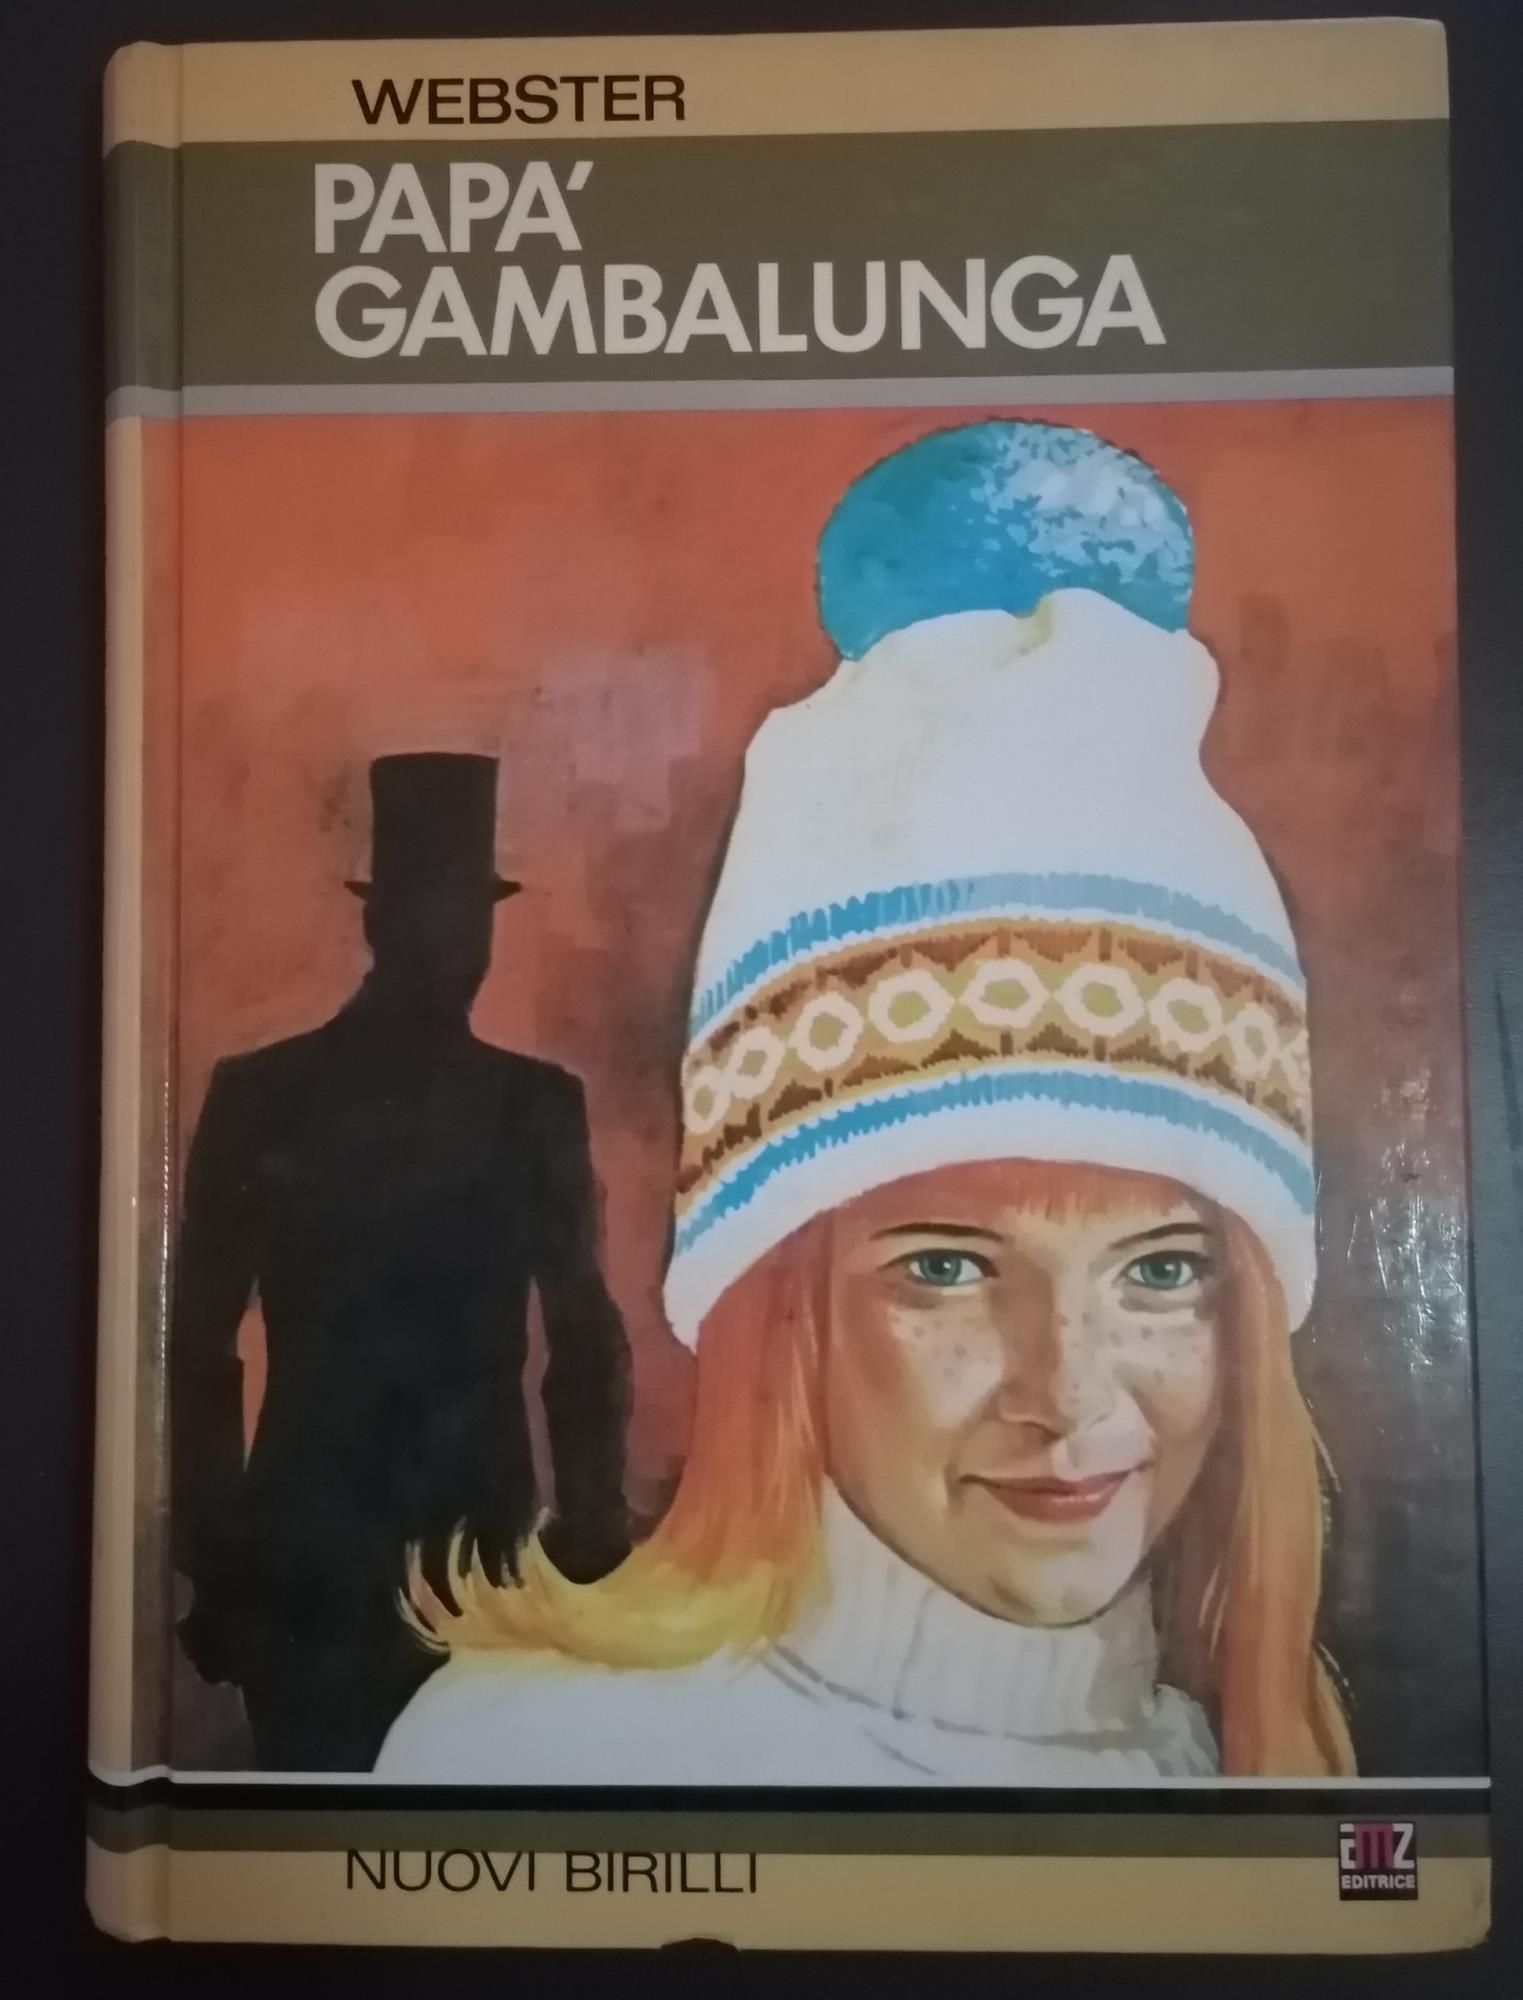 WEBSTER
PAPA'
GAMBALUNGA
NUOVI BIRILLI
AMZ
EDITRICE